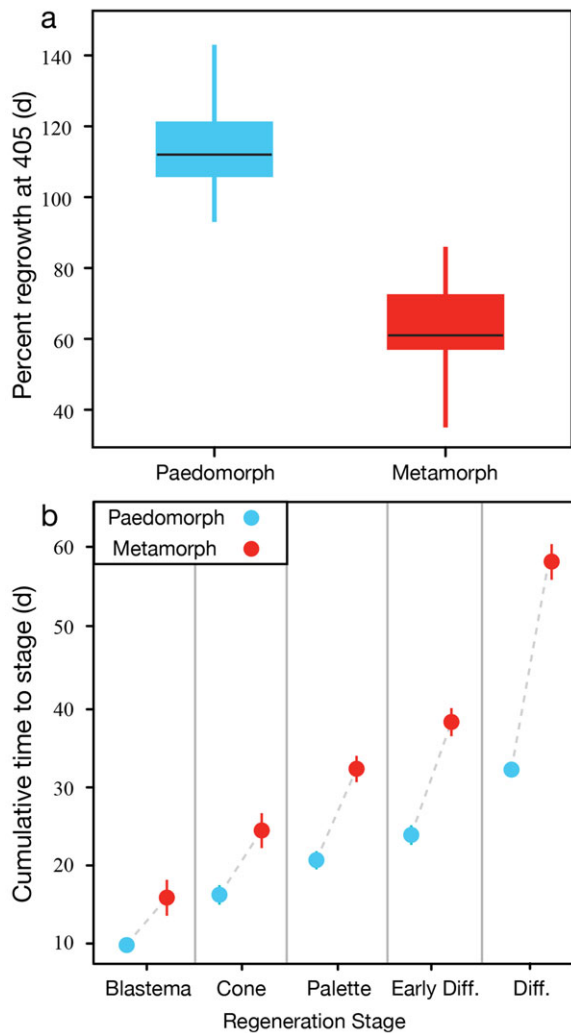 a
Percent regrowth at 405 (d)
140
120
100
80
60
40
Paedomorph
Metamorph
b
Paedomorph
Metamorph
Cumulative time to stage (d)
60
50
40
30
20
10
Blastema
Cone
Palette
Early Diff.
Diff.
Regeneration Stage